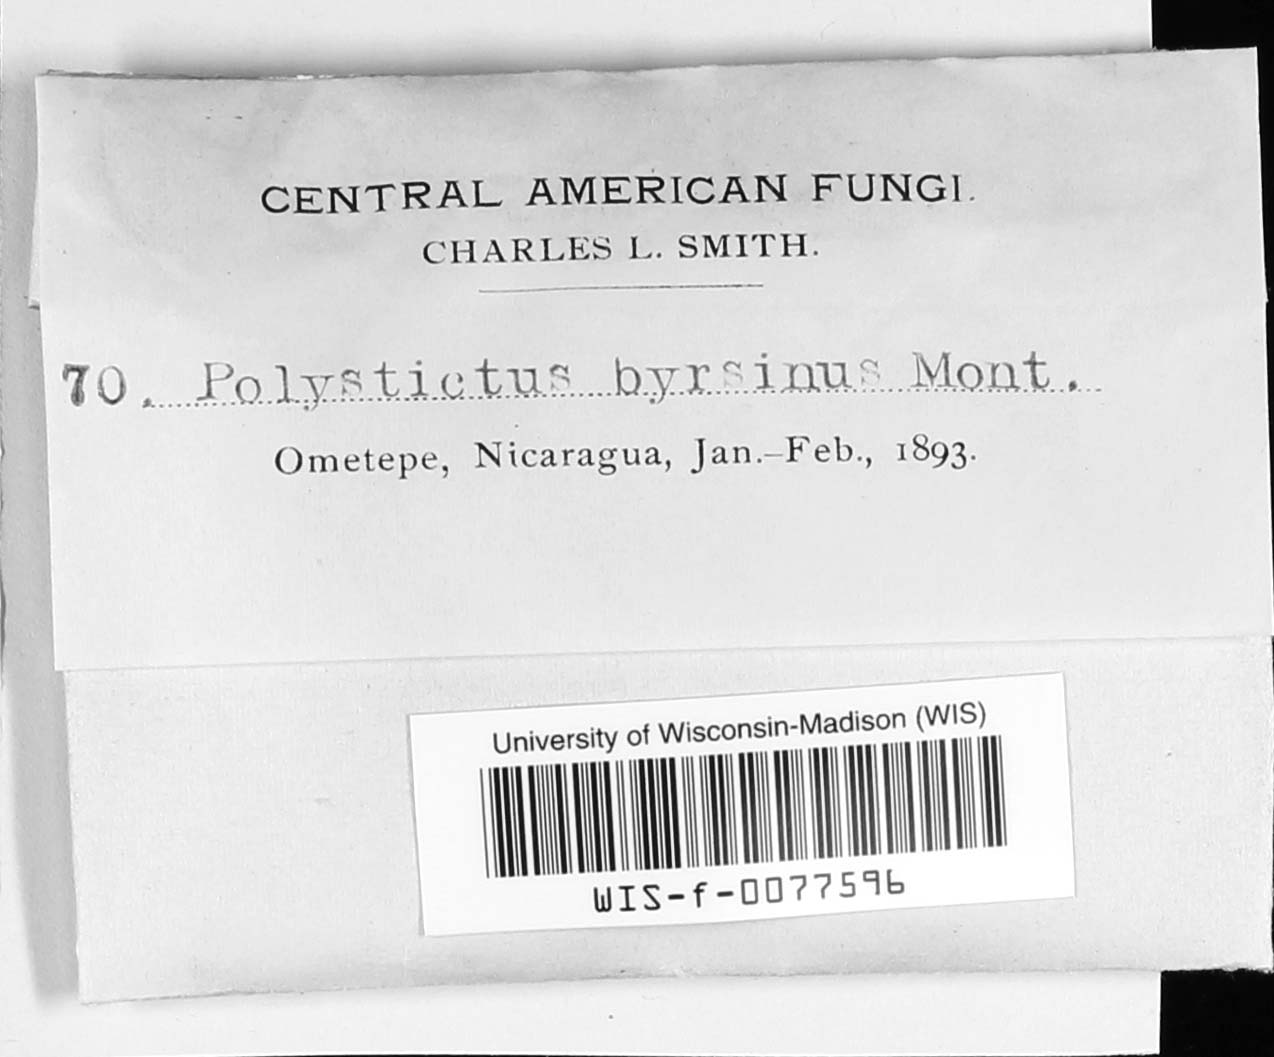 CENTRAL AMERICAN FUNGI.
CHARLES L. SMITH.
70. Polystictus byrsinus Mont.
Ometepe, Nicaragua, Jan.–Feb., 1893.
University of Wisconsin-Madison (WIS)
WIS-f-0077596